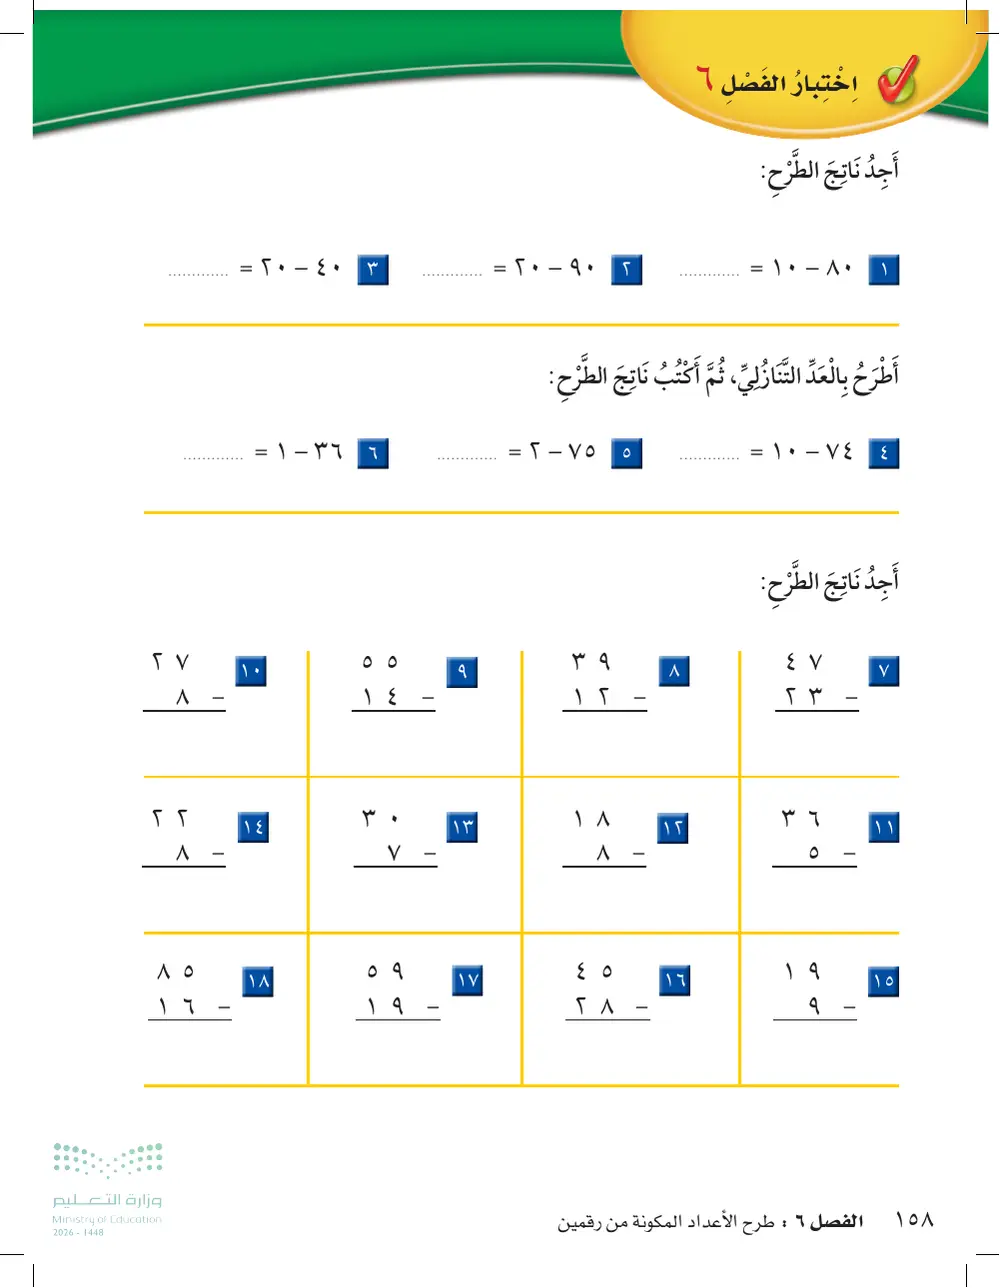 اِخْتِبارُ الفَصْلِ ٦
أَجِدُ نَاتِجَ الطَّرْحِ:
١ ٨٠ – ١٠ = ............
٢ ٩٠ – ٢٠ = ............
٣ ٤٠ – ٢٠ = ............
أَطْرَحُ بِالْعَدِّ التَّنَازُلِيِّ، ثُمَّ أَكْتُبُ نَاتِجَ الطَّرْحِ:
٤ ٧٤ – ١٠ = ............
٥ ٧٥ – ٢ = ............
٦ ٣٦ – ١ = ............
أَجِدُ نَاتِجَ الطَّرْحِ:
٧ ٤٧
– ٢٣
٨ ٣٩
– ١٢
٩ ٥٥
– ١٤
١٠ ٢٧
– ٨
١١ ٣٦
– ٥
١٢ ١٨
– ٨
١٣ ٣٠
– ٧
١٤ ٢٢
– ٨
١٥ ١٩
– ٩
١٦ ٤٥
– ٢٨
١٧ ٥٩
– ١٩
١٨ ٨٥
– ١٦
١٥٨ الفصل ٦ : طرح الأعداد المكونة من رقمين
وزارة التعـــليم
Ministry of Education
2026 - 1448